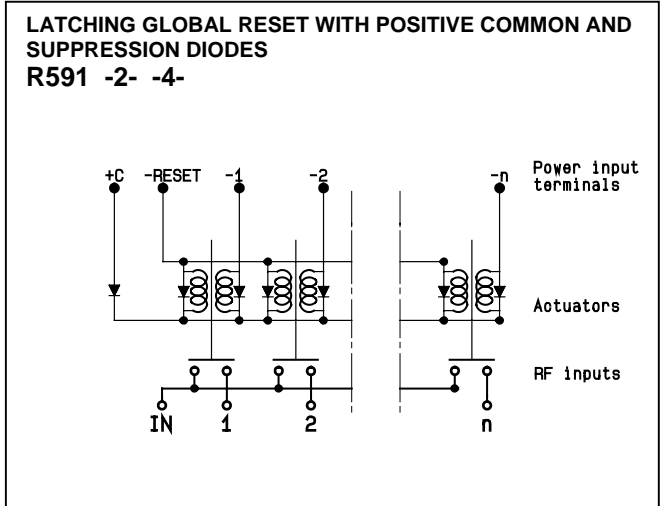 LATCHING GLOBAL RESET WITH POSITIVE COMMON AND
SUPPRESSION DIODES
R591 -2- -4-
+C -RESET -1 -2 -n Power input
terminals
Actuators
RF inputs
IN 1 2 n